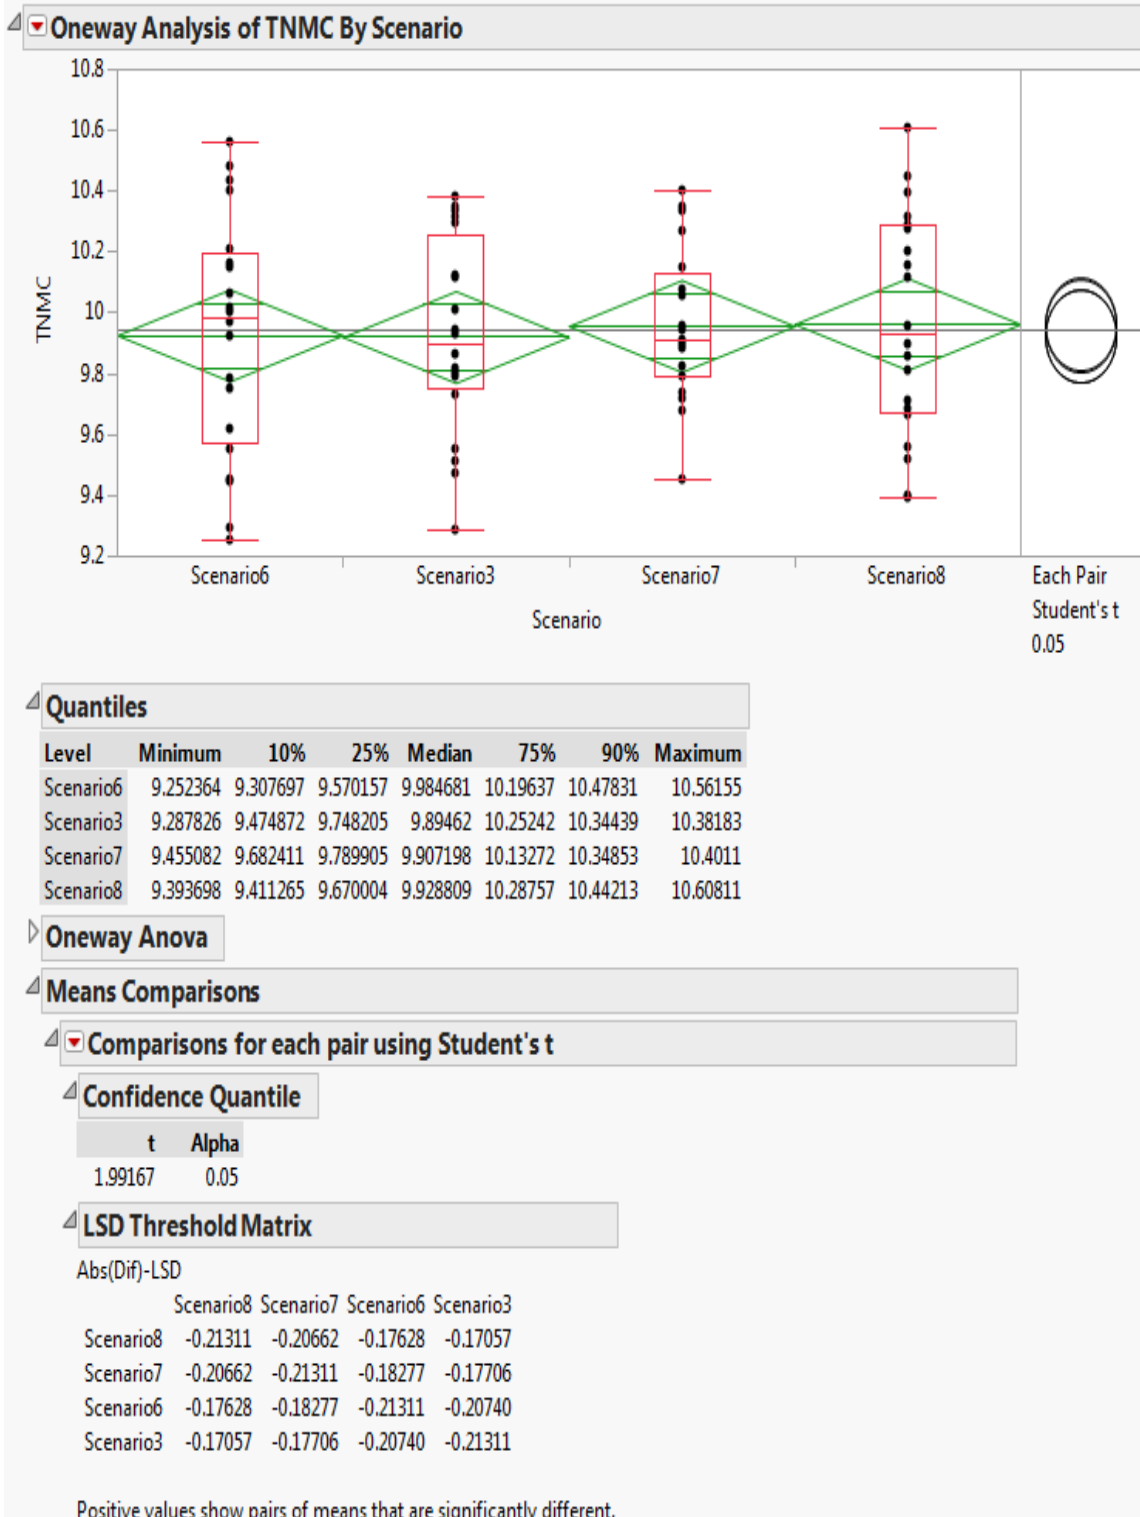 Oneway Analysis of TNMC By Scenario
10.8
10.6
10.4
10.2
10
9.8
9.6
9.4
9.2
TNMC
Scenario6 Scenario3 Scenario7 Scenario8
Scenario
Each Pair
Student's t
0.05
Quantiles
Level Minimum 10% 25% Median 75% 90% Maximum
Scenario6 9.252364 9.307697 9.570157 9.984681 10.19637 10.47831 10.56155
Scenario3 9.287826 9.474872 9.748205 9.89462 10.25242 10.34439 10.38183
Scenario7 9.455082 9.682411 9.789905 9.907198 10.13272 10.34853 10.4011
Scenario8 9.393698 9.411265 9.670004 9.928809 10.28757 10.44213 10.60811
Oneway Anova
Means Comparisons
Comparisons for each pair using Student's t
Confidence Quantile
t Alpha
1.99167 0.05
LSD Threshold Matrix
Abs(Dif)-LSD
Scenario8 Scenario7 Scenario6 Scenario3
Scenario8 -0.21311 -0.20662 -0.17628 -0.17057
Scenario7 -0.20662 -0.21311 -0.18277 -0.17706
Scenario6 -0.17628 -0.18277 -0.21311 -0.20740
Scenario3 -0.17057 -0.17706 -0.20740 -0.21311
Positive values show pairs of means that are significantly different.